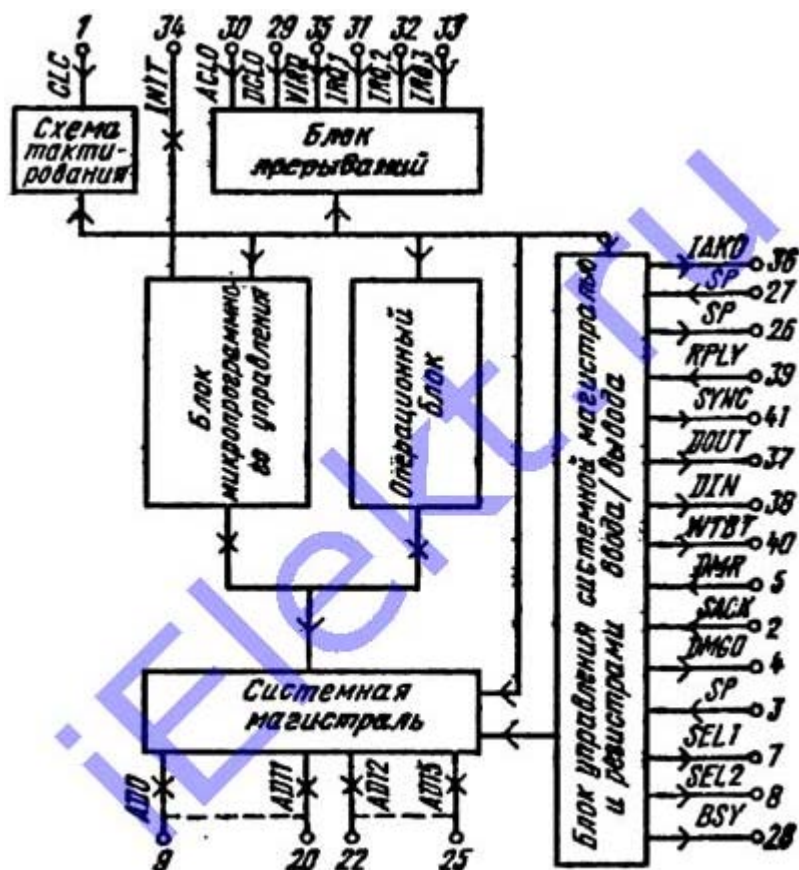 1 34 30 29 35 31 32 33
CLC INIT ACLO DCLO VIRQ IRQ1 IRQ2 IRQ3
Схема
такти-
рования
Блок
прерываний
Блок
микропрограммно-
го управления
Операционный
блок
Системная
магистраль
Блок управления системной магистралью
и регистрами ввода/вывода
IAKO 36
SP 27
SP 26
RPLY 39
SYNC 41
DOUT 37
DIN 38
WTBT 40
DMR 5
SACK 2
DMGO 4
SP 3
SEL1 7
SEL2 8
BSY 28
AD0 AD11 AD12 AD15
9 20 22 25
iElekt.ru